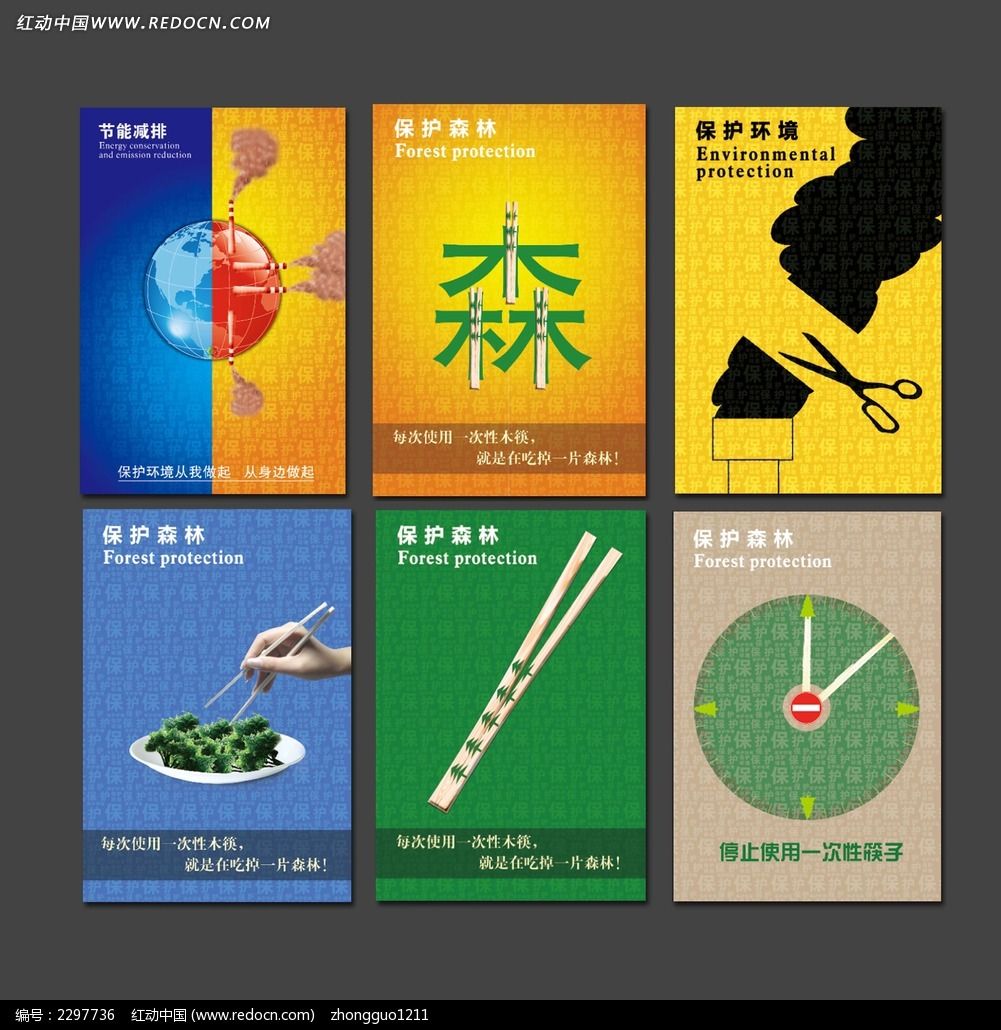 红动中国WWW.REDOCN.COM
节能减排
Energy conservation
and emission reduction
保护环境从我做起 从身边做起
保护森林
Forest protection
森
每次使用一次性木筷,
就是在吃掉一片森林!
保护环境
Environmental
protection
保护森林
Forest protection
每次使用一次性木筷,
就是在吃掉一片森林!
保护森林
Forest protection
每次使用一次性木筷,
就是在吃掉一片森林!
保护森林
Forest protection
停止使用一次性筷子
编号:2297736 红动中国 (www.redocn.com) zhongguo1211